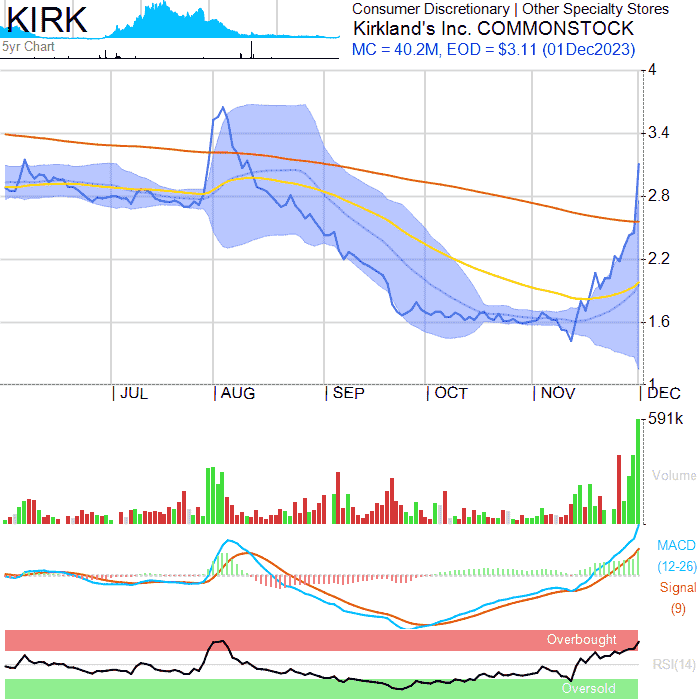 KIRK
Consumer Discretionary | Other Specialty Stores
Kirkland's Inc. COMMONSTOCK
MC = 40.2M, EOD = $3.11 (01Dec2023)
5yr Chart
4
3.4
2.8
2.2
1.6
1
JUL AUG SEP OCT NOV DEC
591k
Volume
MACD
(12-26)
Signal
(9)
Overbought
RSI(14)
Oversold